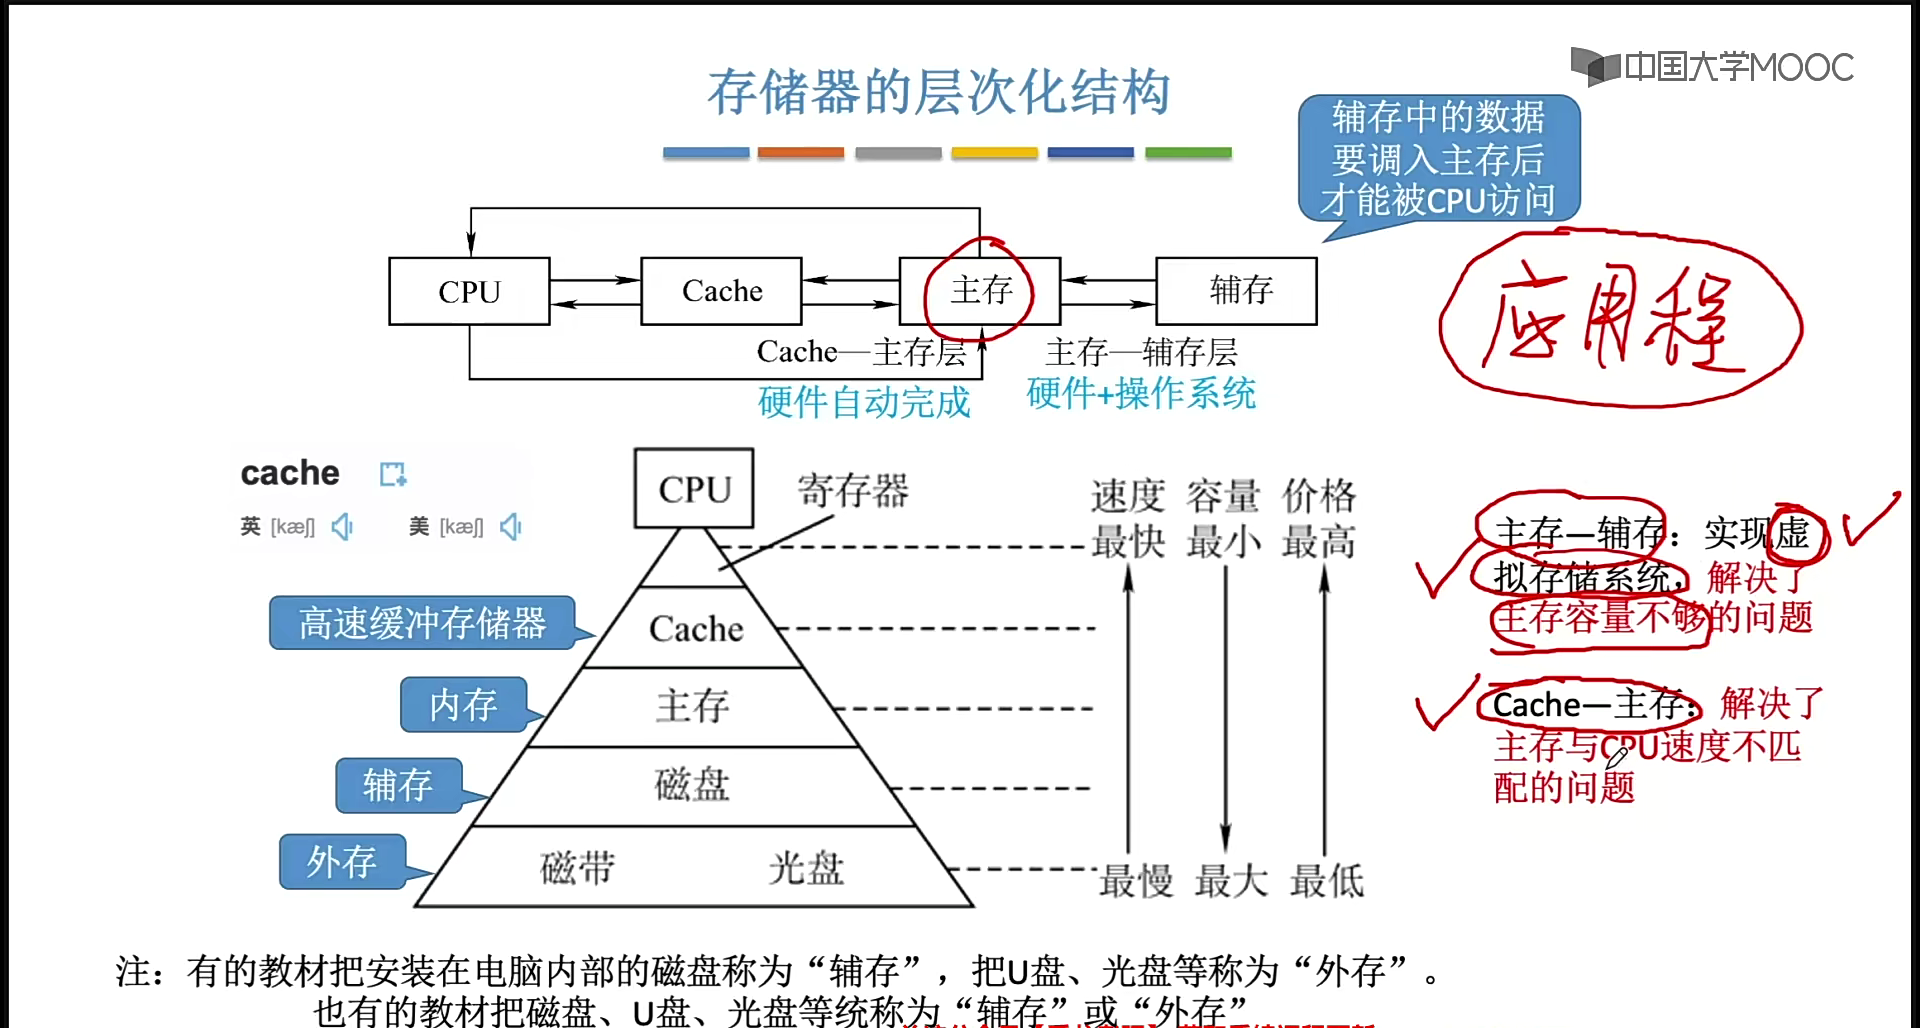 中国大学MOOC
存储器的层次化结构
辅存中的数据
要调入主存后
才能被CPU访问
CPU
Cache
主存
辅存
应用程
Cache—主存层
主存—辅存层
硬件自动完成
硬件+操作系统
cache
英 [kæʃ] 美 [kæʃ]
CPU
寄存器
速度 容量 价格
最快 最小 最高
高速缓冲存储器
Cache
内存
主存
辅存
磁盘
外存
磁带 光盘
最慢 最大 最低
主存—辅存：实现虚
拟存储系统，解决了
主存容量不够的问题
Cache—主存：解决了
主存与CPU速度不匹
配的问题
注：有的教材把安装在电脑内部的磁盘称为“辅存”，把U盘、光盘等称为“外存”。
也有的教材把磁盘、U盘、光盘等统称为“辅存”或“外存”